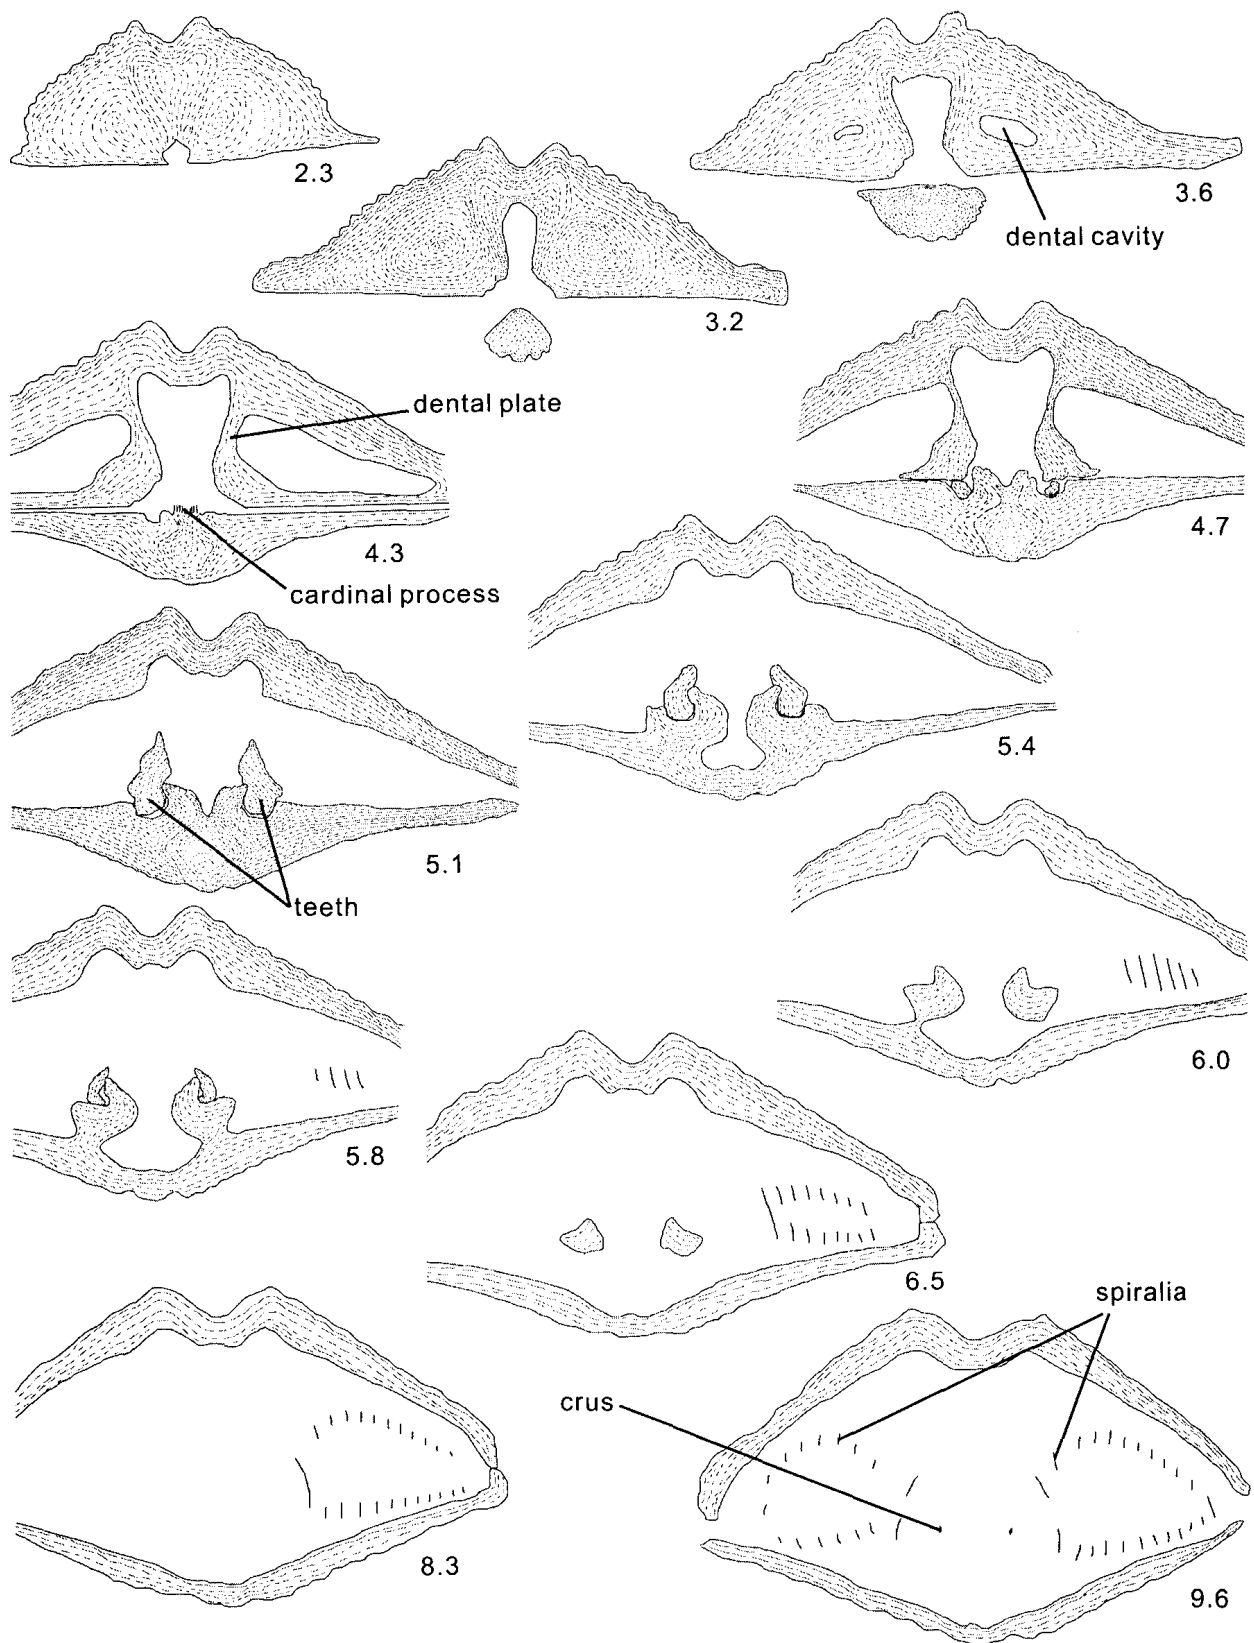 2.3
3.6
dental cavity
3.2
dental plate
4.3
cardinal process
4.7
5.4
5.1
teeth
6.0
5.8
6.5
spiralia
crus
8.3
9.6